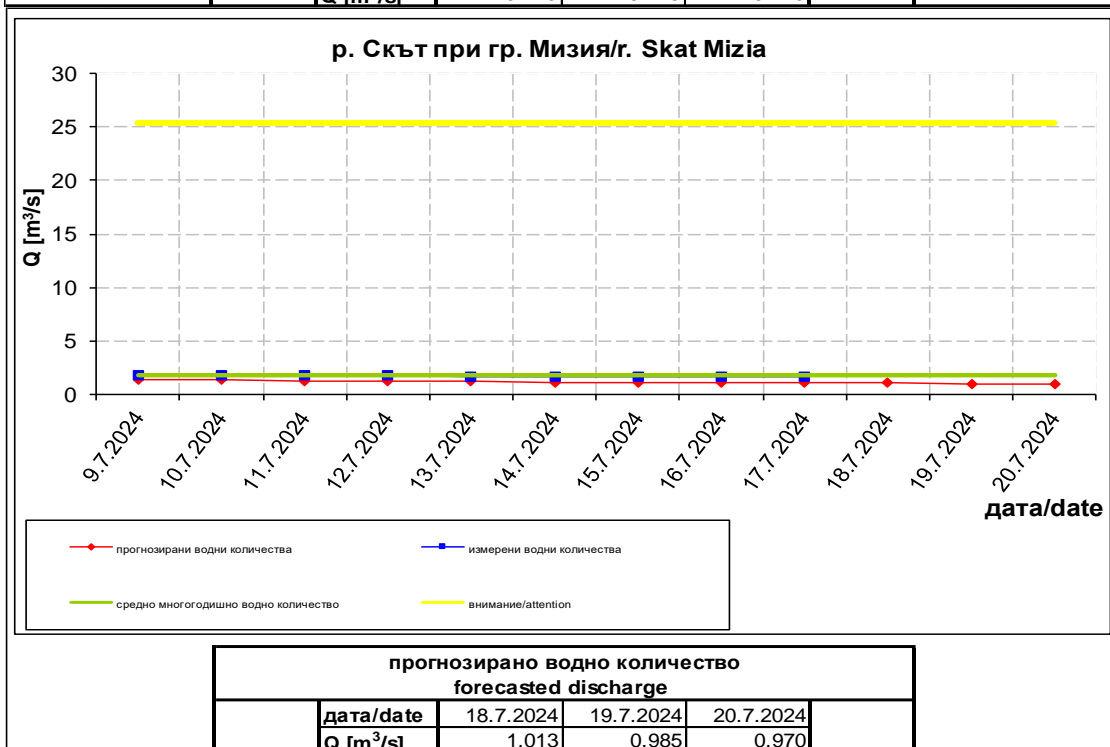 Q [m³/s]
р. Скът при гр. Мизия/r. Skat Mizia
30
25
20
15
10
5
0
Q [m³/s]
9.7.2024
10.7.2024
11.7.2024
12.7.2024
13.7.2024
14.7.2024
15.7.2024
16.7.2024
17.7.2024
18.7.2024
19.7.2024
20.7.2024
дата/date
прогнозирани водни количества
измерени водни количества
средно многогодишно водно количество
внимание/attention
прогнозирано водно количество
forecasted discharge
дата/date 18.7.2024 19.7.2024 20.7.2024
Q [m³/s] 1.013 0.985 0.970